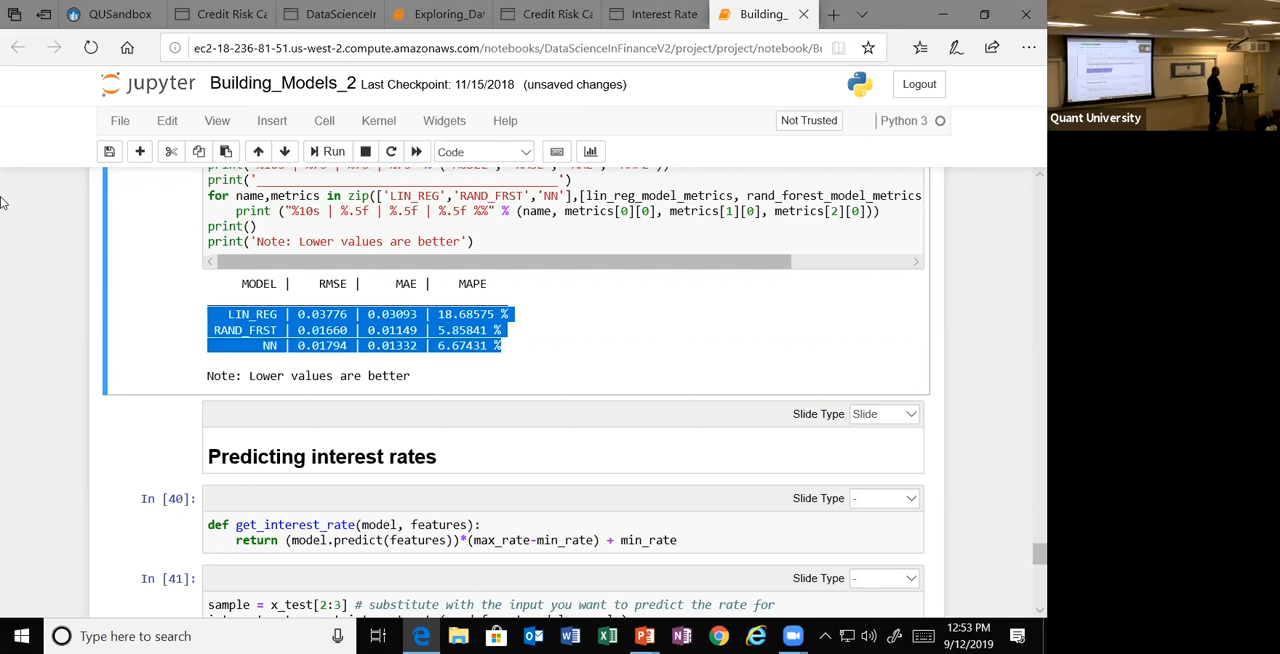 QUSandbox
Credit Risk Ca
DataScienceIn
Exploring_Dat
Credit Risk Ca
Interest Rate
Building_
ec2-18-236-81-51.us-west-2.compute.amazonaws.com/notebooks/DataScienceInFinanceV2/project/project/notebook/Bu
Quant University
jupyter Building_Models_2 Last Checkpoint: 11/15/2018 (unsaved changes)
Logout
File Edit View Insert Cell Kernel Widgets Help
Not Trusted
Python 3
Run
Code
print('______________________________________')
for name,metrics in zip(['LIN_REG','RAND_FRST','NN'],[lin_reg_model_metrics, rand_forest_model_metrics
print ("%10s | %.5f | %.5f | %.5f %%" % (name, metrics[0][0], metrics[1][0], metrics[2][0]))
print()
print('Note: Lower values are better')
MODEL | RMSE | MAE | MAPE
LIN_REG | 0.03776 | 0.03093 | 18.68575 %
RAND_FRST | 0.01660 | 0.01149 | 5.85841 %
NN | 0.01794 | 0.01332 | 6.67431 %
Note: Lower values are better
Slide Type Slide
Predicting interest rates
In [40]:
Slide Type -
def get_interest_rate(model, features):
return (model.predict(features))*(max_rate-min_rate) + min_rate
In [41]:
Slide Type -
sample = x_test[2:3] # substitute with the input you want to predict the rate for
Type here to search
12:53 PM
9/12/2019